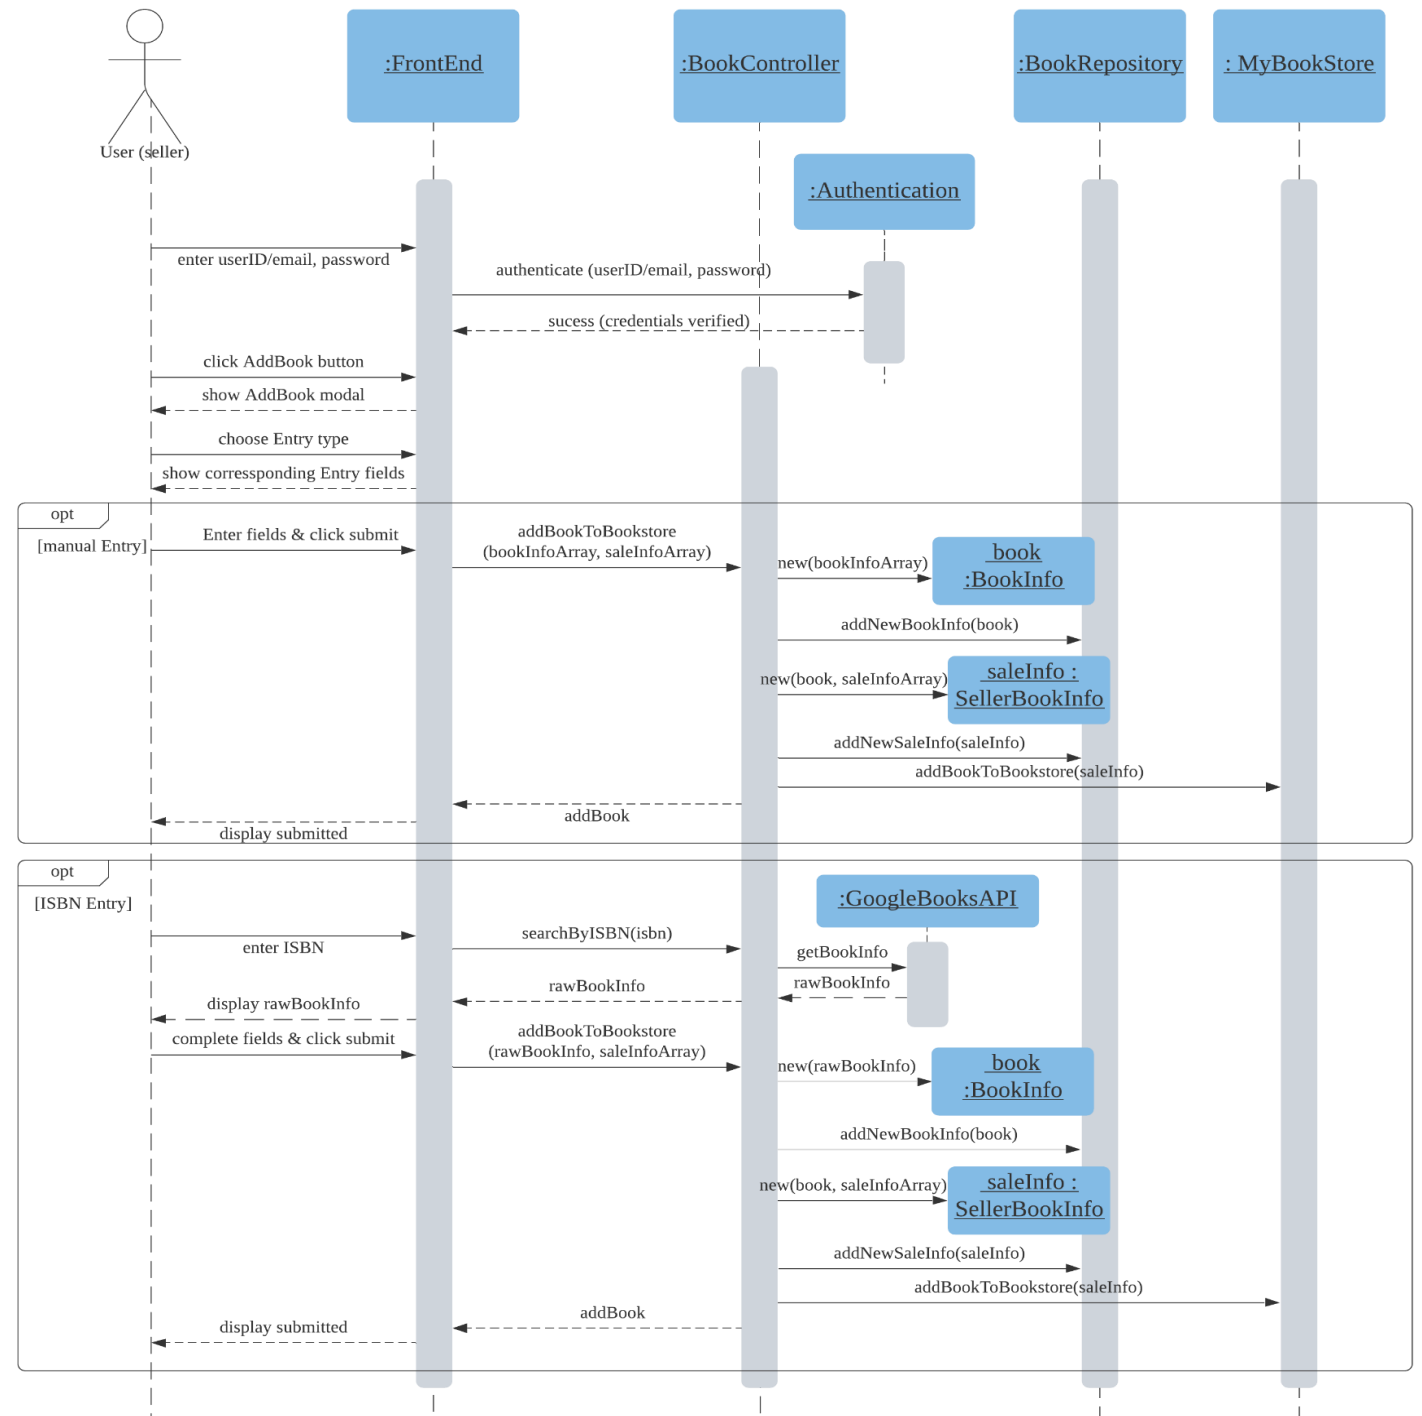 :FrontEnd
:BookController
:BookRepository
: MyBookStore
User (seller)
:Authentication
enter userID/email, password
authenticate (userID/email, password)
sucess (credentials verified)
click AddBook button
show AddBook modal
choose Entry type
show corressponding Entry fields
opt
[manual Entry]
Enter fields & click submit
addBookToBookstore
(bookInfoArray, saleInfoArray)
new(bookInfoArray)
book
:BookInfo
addNewBookInfo(book)
new(book, saleInfoArray)
saleInfo :
SellerBookInfo
addNewSaleInfo(saleInfo)
addBookToBookstore(saleInfo)
addBook
display submitted
opt
[ISBN Entry]
:GoogleBooksAPI
enter ISBN
searchByISBN(isbn)
getBookInfo
rawBookInfo
rawBookInfo
display rawBookInfo
complete fields & click submit
addBookToBookstore
(rawBookInfo, saleInfoArray)
new(rawBookInfo)
book
:BookInfo
addNewBookInfo(book)
new(book, saleInfoArray)
saleInfo :
SellerBookInfo
addNewSaleInfo(saleInfo)
addBookToBookstore(saleInfo)
addBook
display submitted